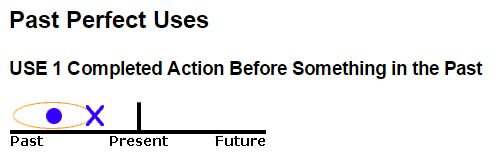 Past Perfect Uses
USE 1 Completed Action Before Something in the Past
Past Present Future